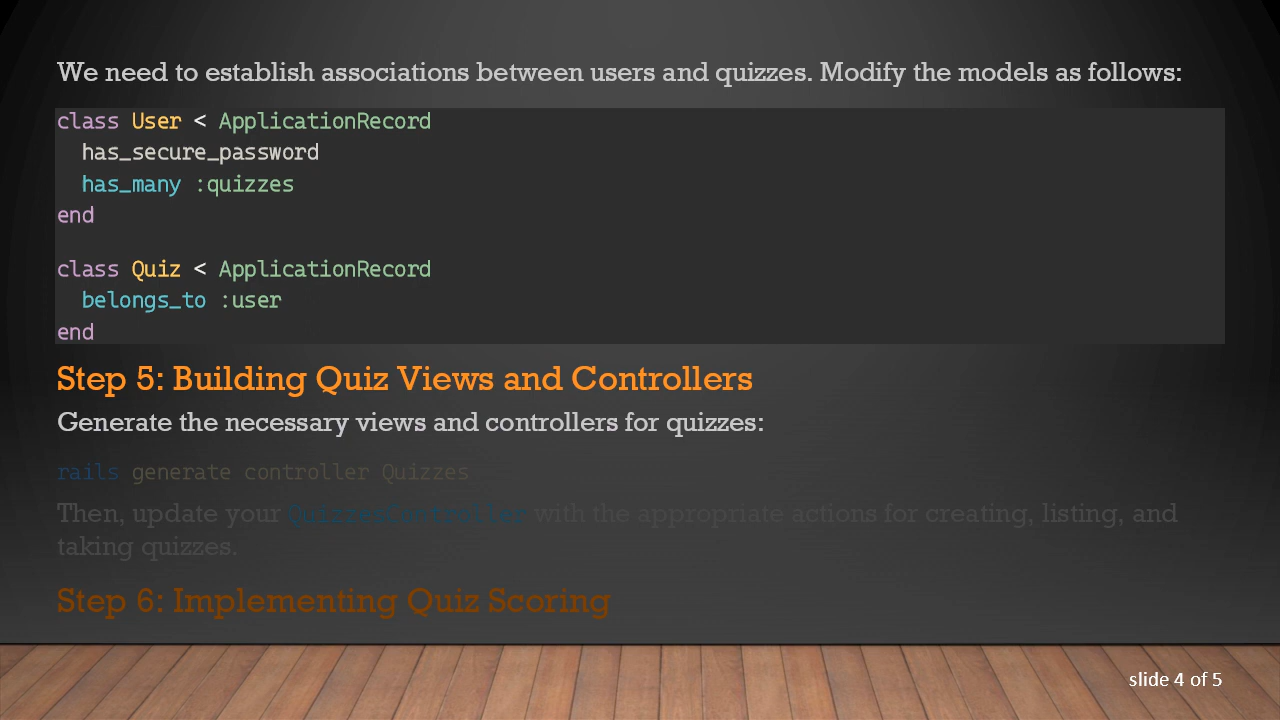 We need to establish associations between users and quizzes. Modify the models as follows:
class User < ApplicationRecord
  has_secure_password
  has_many :quizzes
end
class Quiz < ApplicationRecord
  belongs_to :user
end
Step 5: Building Quiz Views and Controllers
Generate the necessary views and controllers for quizzes:
rails generate controller Quizzes
Then, update your QuizzesController with the appropriate actions for creating, listing, and
taking quizzes.
Step 6: Implementing Quiz Scoring
slide 4 of 5